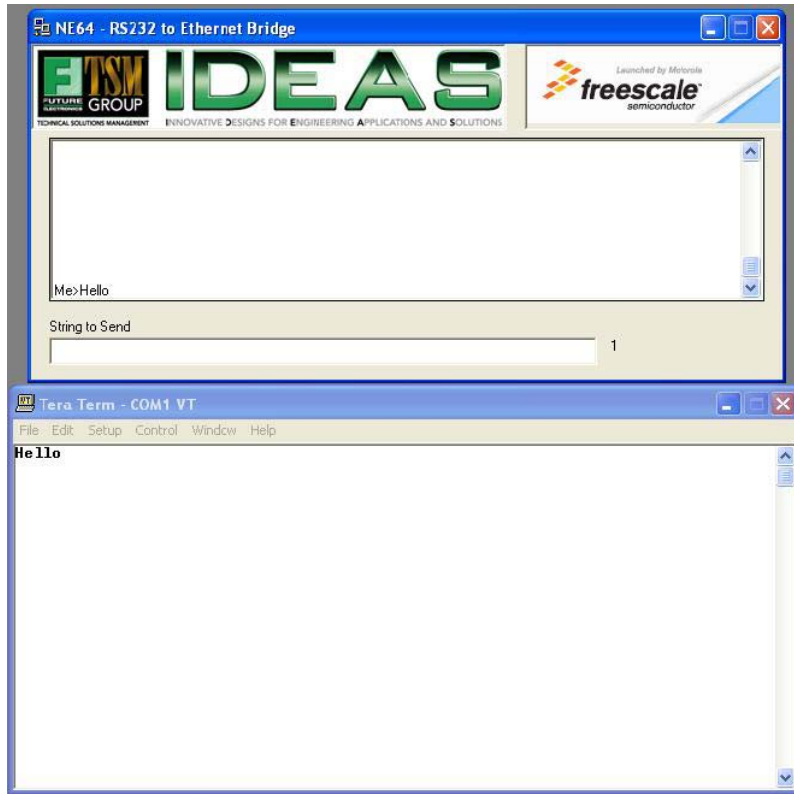 NE64 - RS232 to Ethernet Bridge
FTSM
FUTURE ELECTRONICS
GROUP
TECHNICAL SOLUTIONS MANAGEMENT
IDEAS
INNOVATIVE DESIGNS FOR ENGINEERING APPLICATIONS AND SOLUTIONS
Launched by Motorola
freescale
semiconductor
Me>Hello
String to Send
1
Tera Term - COM1 VT
File Edit Setup Control Window Help
Hello